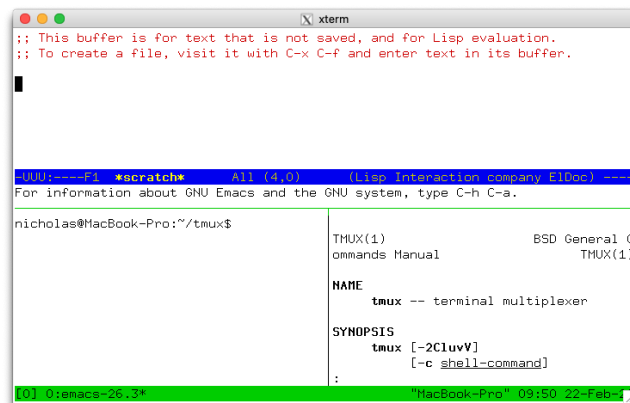 xterm
;; This buffer is for text that is not saved, and for Lisp evaluation.
;; To create a file, visit it with C-x C-f and enter text in its buffer.
-UUU:----F1  *scratch*      All (4,0)      (Lisp Interaction company ElDoc) ----
For information about GNU Emacs and the GNU system, type C-h C-a.
nicholas@MacBook-Pro:~/tmux$
TMUX(1) BSD General
ommands Manual TMUX(1)
NAME
tmux -- terminal multiplexer
SYNOPSIS
tmux [-2CluvV]
[-c shell-command]
:
[0] 0:emacs-26.3* "MacBook-Pro" 09:50 22-Feb-2